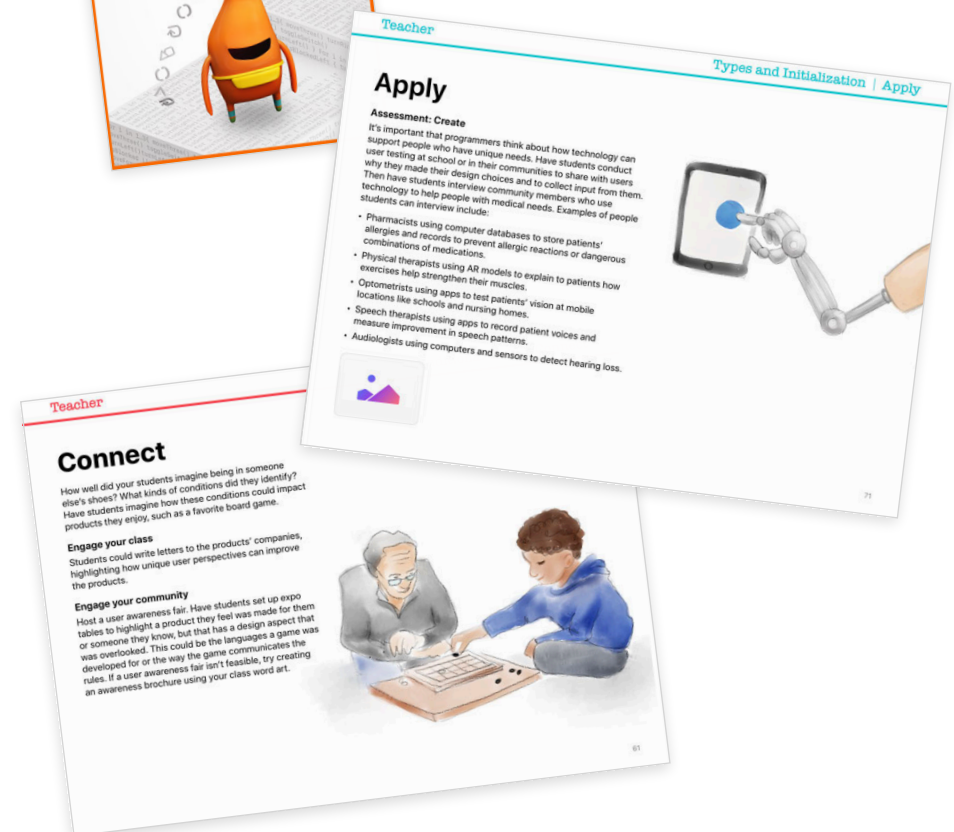 Teacher
Types and Initialization | Apply
Apply
Assessment: Create
It's important that programmers think about how technology can
support people who have unique needs. Have students conduct
user testing at school or in their communities to share with users
why they made their design choices and to collect input from them.
Then have students interview community members who use
technology to help people with medical needs. Examples of people
students can interview include:
• Pharmacists using computer databases to store patients'
allergies and records to prevent allergic reactions or dangerous
combinations of medications.
• Physical therapists using AR models to explain to patients how
exercises help strengthen their muscles.
• Optometrists using apps to test patients' vision at mobile
locations like schools and nursing homes.
• Speech therapists using apps to record patient voices and
measure improvement in speech patterns.
• Audiologists using computers and sensors to detect hearing loss.
71
Teacher
Connect
How well did your students imagine being in someone
else's shoes? What kinds of conditions did they identify?
Have students imagine how these conditions could impact
products they enjoy, such as a favorite board game.
Engage your class
Students could write letters to the products' companies,
highlighting how unique user perspectives can improve
the products.
Engage your community
Host a user awareness fair. Have students set up expo
tables to highlight a product they feel was made for them
or someone they know, but that has a design aspect that
was overlooked. This could be the languages a game was
developed for or the way the game communicates the
rules. If a user awareness fair isn't feasible, try creating
an awareness brochure using your class word art.
61